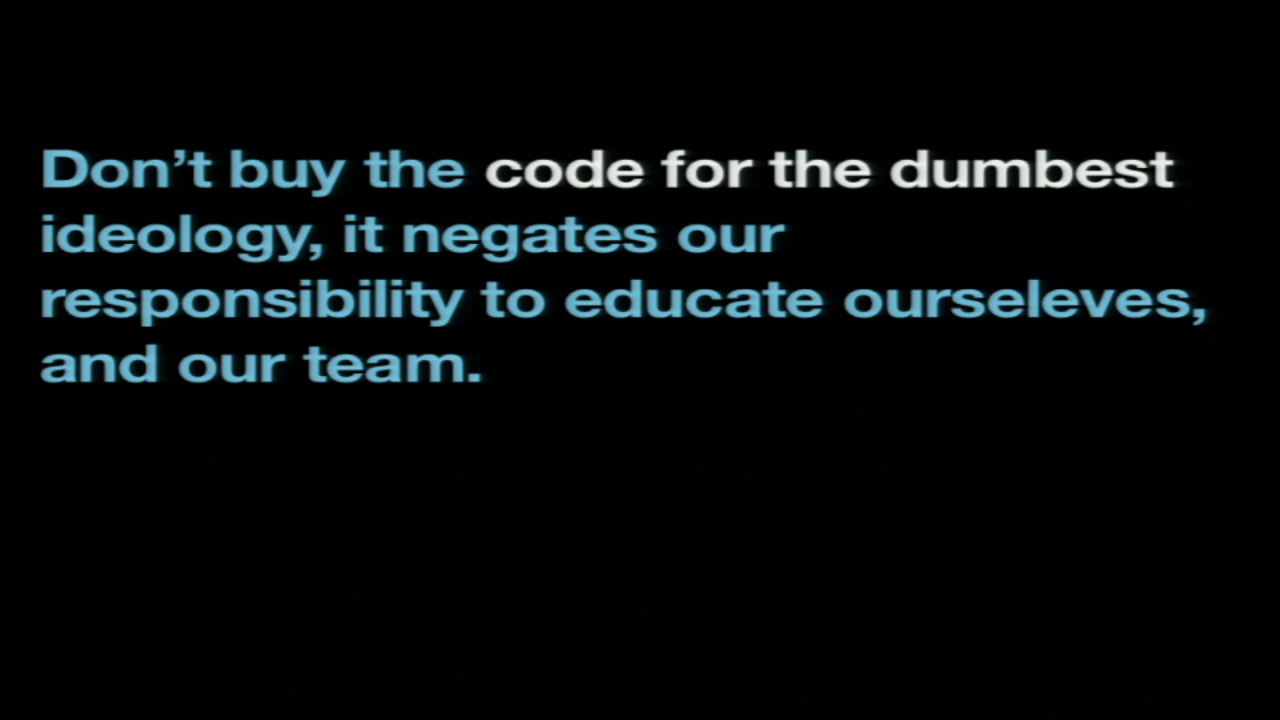 Don’t buy the code for the dumbest
ideology, it negates our
responsibility to educate ourseleves,
and our team.